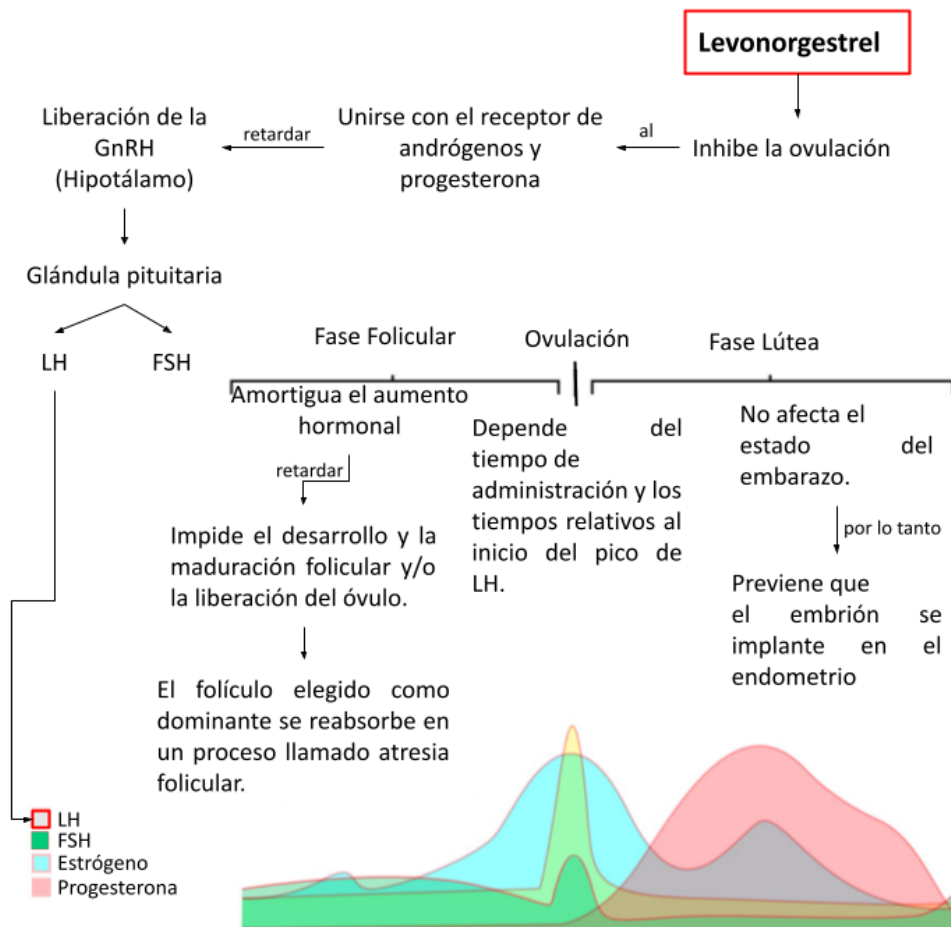 Levonorgestrel
Inhibe la ovulación
al
Unirse con el receptor de
andrógenos y
progesterona
retardar
Liberación de la
GnRH
(Hipotálamo)
Glándula pituitaria
LH
FSH
Fase Folicular
Ovulación
Fase Lútea
Amortigua el aumento
hormonal
retardar
Impide el desarrollo y la
maduración folicular y/o
la liberación del óvulo.
El folículo elegido como
dominante se reabsorbe en
un proceso llamado atresia
folicular.
Depende del
tiempo de
administración y los
tiempos relativos al
inicio del pico de
LH.
No afecta el
estado del
embarazo.
por lo tanto
Previene que
el embrión se
implante en el
endometrio
LH
FSH
Estrógeno
Progesterona